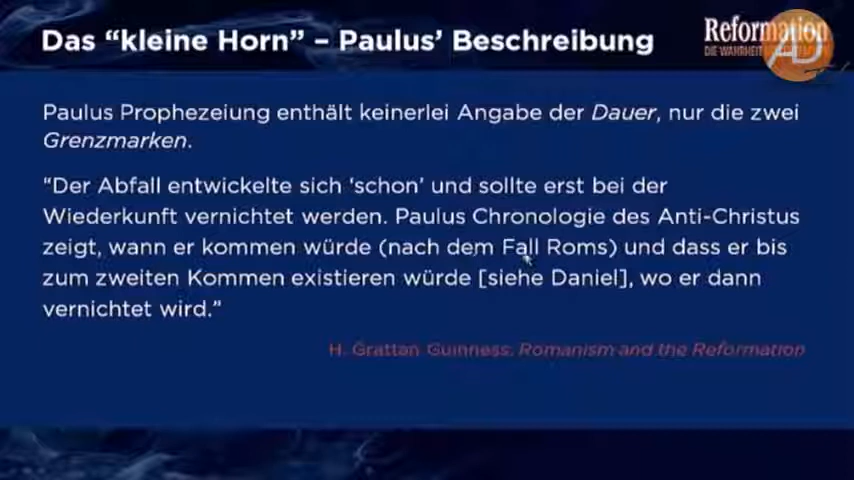 Das “kleine Horn” – Paulus’ Beschreibung
Reformation
DIE WAHRHEIT
Paulus Prophezeiung enthält keinerlei Angabe der Dauer, nur die zwei
Grenzmarken.
“Der Abfall entwickelte sich ‘schon’ und sollte erst bei der
Wiederkunft vernichtet werden. Paulus Chronologie des Anti-Christus
zeigt, wann er kommen würde (nach dem Fall Roms) und dass er bis
zum zweiten Kommen existieren würde [siehe Daniel], wo er dann
vernichtet wird.”
H. Grattan Guinness, Romanism and the Reformation